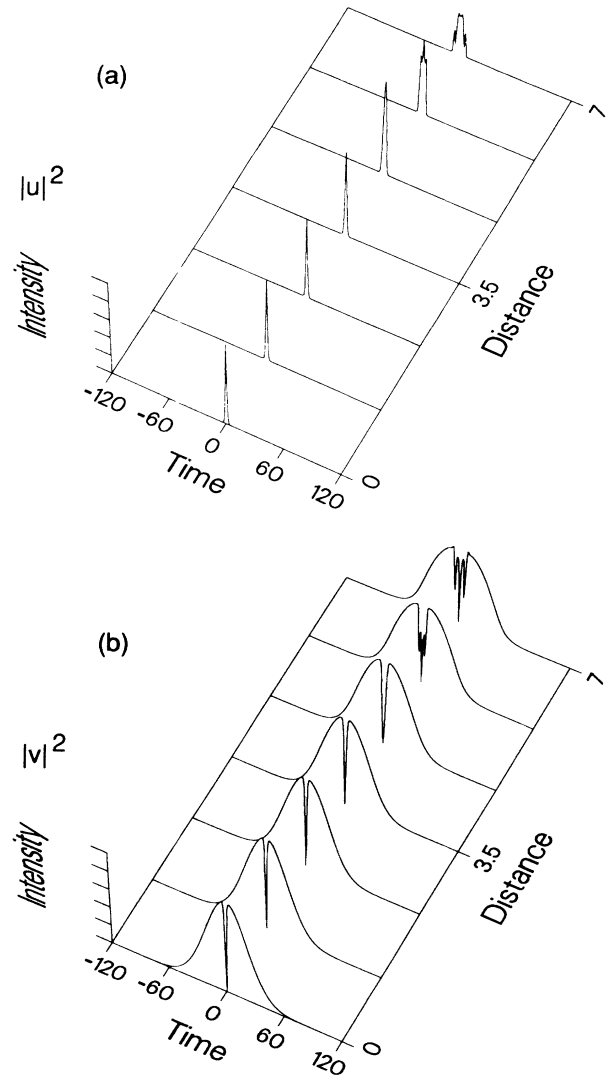 (a)
|u|²
Intensity
-120
-60
0
60
120
Time
0
3.5
7
Distance
(b)
|v|²
Intensity
-120
-60
0
60
120
Time
0
3.5
7
Distance